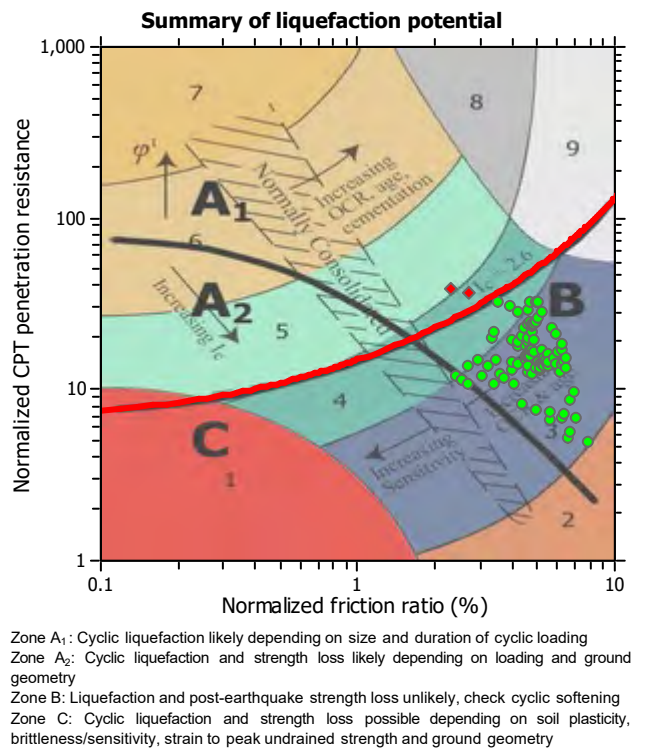 Summary of liquefaction potential
1,000
7
8
9
φ'
Increasing
OCR, age,
cementation
Normally Consolidated
A1
100
6
Ic = 2.6
A2
B
Increasing Ic
5
10
4
3
C
Increasing
Sensitivity
1
2
1
0.1
1
10
Normalized CPT penetration resistance
Normalized friction ratio (%)
Zone A1: Cyclic liquefaction likely depending on size and duration of cyclic loading
Zone A2: Cyclic liquefaction and strength loss likely depending on loading and ground
geometry
Zone B: Liquefaction and post-earthquake strength loss unlikely, check cyclic softening
Zone C: Cyclic liquefaction and strength loss possible depending on soil plasticity,
brittleness/sensitivity, strain to peak undrained strength and ground geometry